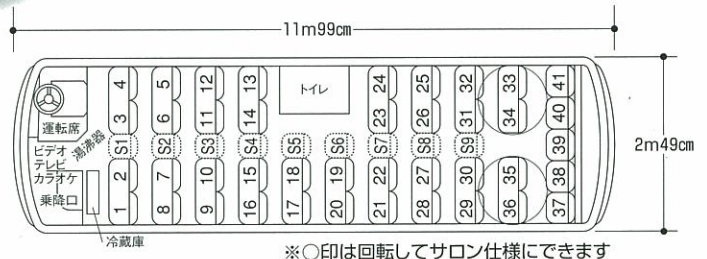 11m99cm
4 5 12 13 トイレ 24 25 32 33 41
3 6 11 14 23 26 31 34 40
運転席
S1 S2 S3 S4 S5 S6 S7 S8 S9 39
湯沸器
ビデオ
テレビ
カラオケ
乗降口
2 7 10 15 18 19 22 27 30 35 38
1 8 9 16 17 20 21 28 29 36 37
冷蔵庫
2m49cm
※○印は回転してサロン仕様にできます